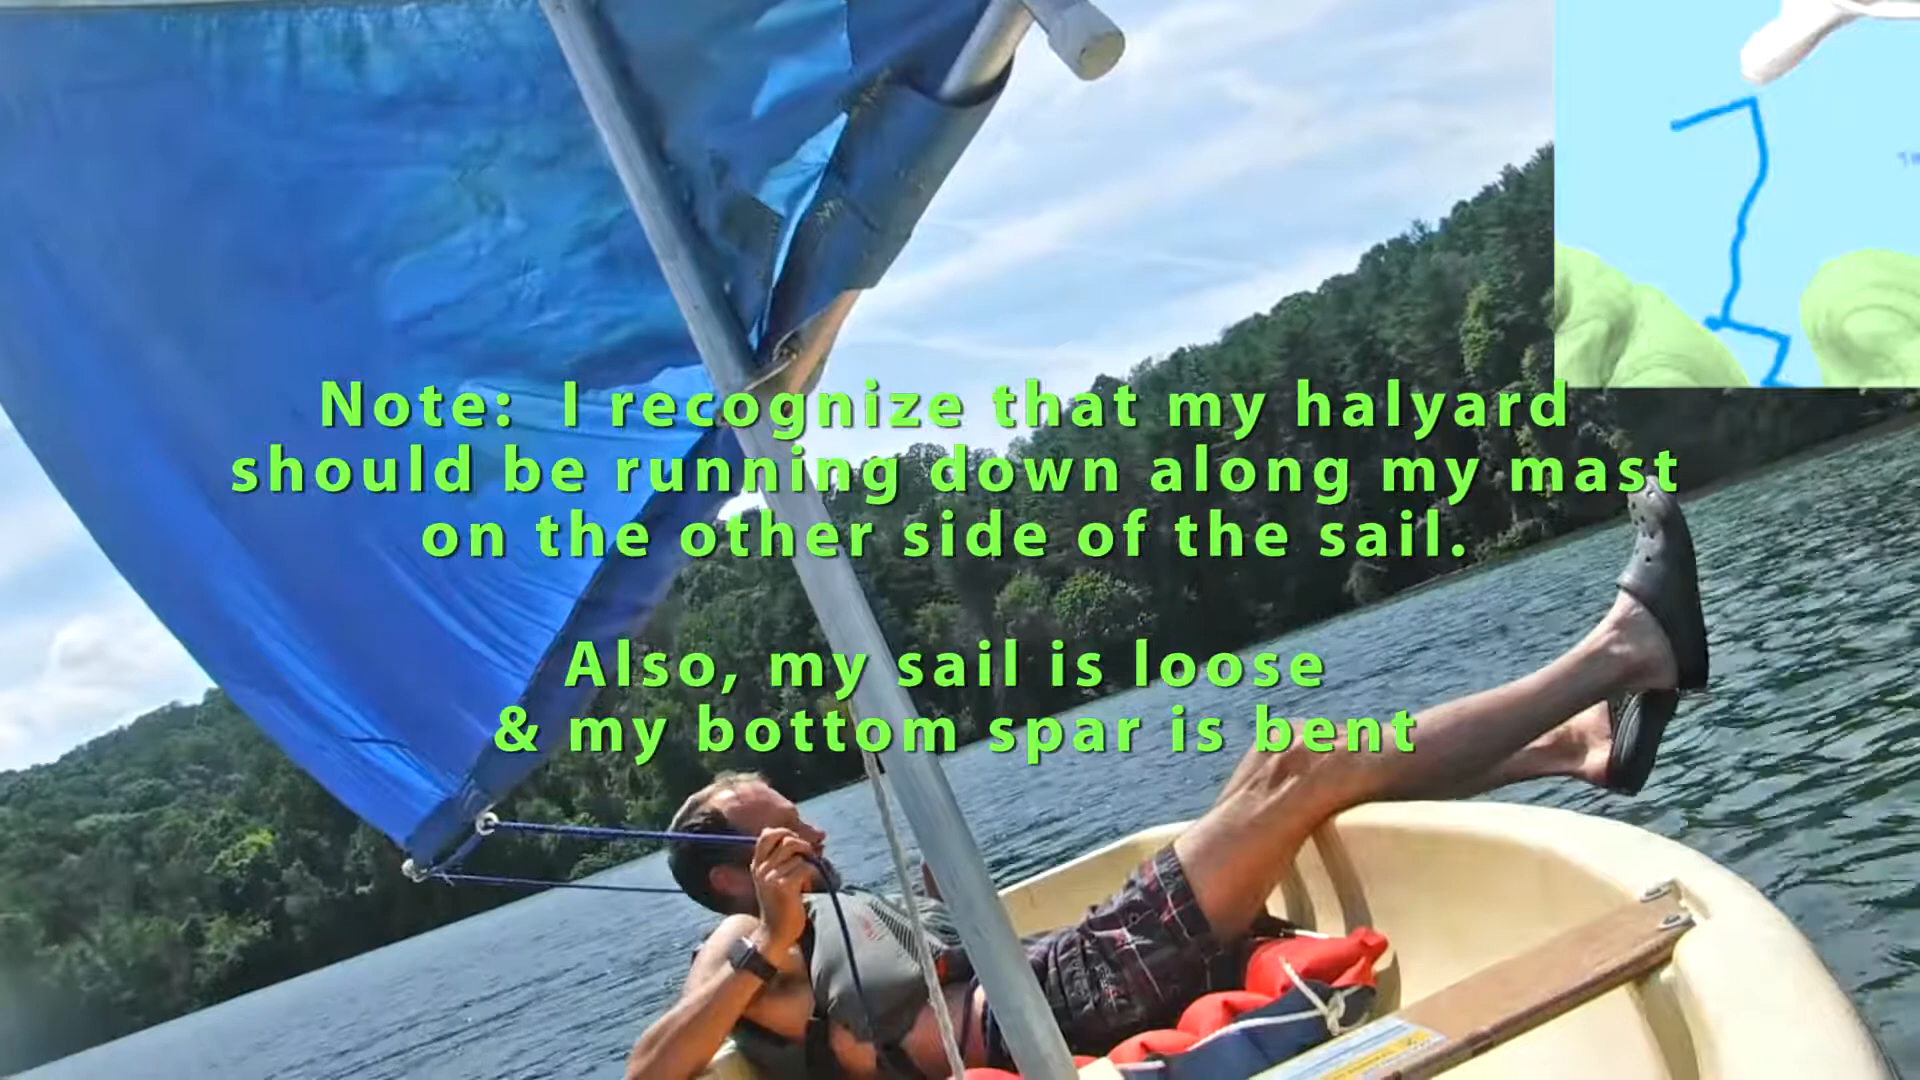 Note: I recognize that my halyard
should be running down along my mast
on the other side of the sail.
Also, my sail is loose
& my bottom spar is bent